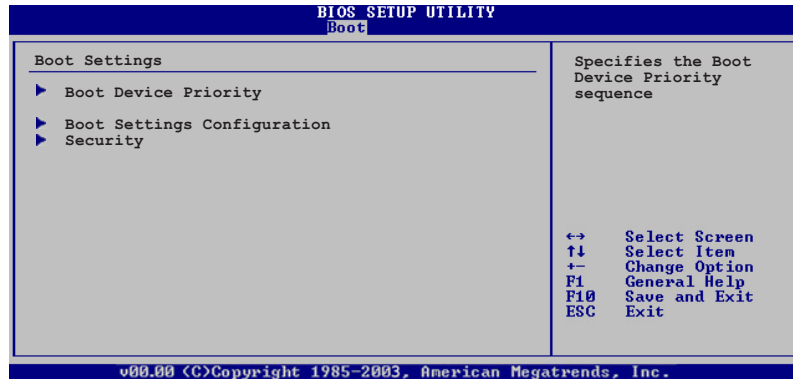 BIOS SETUP UTILITY
Boot
Boot Settings
Boot Device Priority
Boot Settings Configuration
Security
Specifies the Boot
Device Priority
sequence
←→ Select Screen
↑↓ Select Item
+- Change Option
F1 General Help
F10 Save and Exit
ESC Exit
v00.00 (C)Copyright 1985-2003, American Megatrends, Inc.